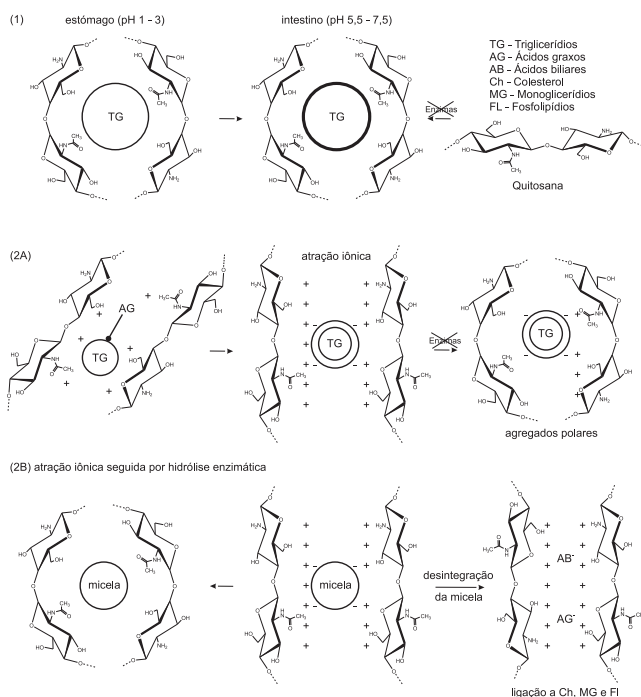 (1)
estómago (pH 1 - 3)
intestino (pH 5,5 - 7,5)
TG - Triglicerídios
AG - Ácidos graxos
AB - Ácidos biliares
Ch - Colesterol
MG - Monoglicerídios
FL - Fosfolipídios
TG
TG
Enzimas
Quitosana
(2A)
AG
TG
atração iônica
TG
Enzimas
TG
agregados polares
(2B) atração iônica seguida por hidrólise enzimática
micela
micela
desintegração
da micela
AB-
AG-
ligação a Ch, MG e Fl